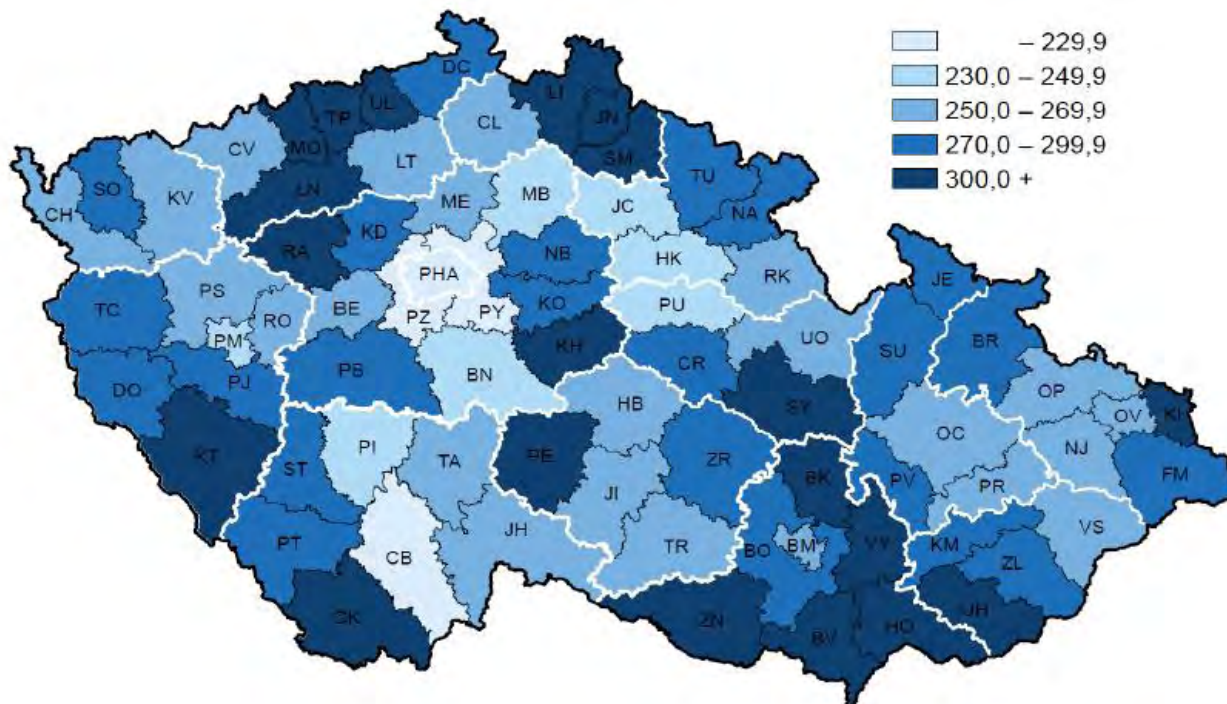 – 229,9
230,0 – 249,9
250,0 – 269,9
270,0 – 299,9
300,0 +
DC
LI
JN
UL
TP
CL
SM
MO
CV
LT
TU
LN
SO
KV
ME
MB
JC
NA
CH
KD
RA
NB
HK
RK
PHA
JE
PS
KO
PU
TC
RO
BE
PZ
PY
UO
PM
KH
SU
BR
DO
PJ
PB
BN
CR
OP
HB
SY
OV
KI
KT
PI
PE
OC
NJ
ST
TA
ZR
FM
JI
BK
PV
PR
VS
PT
JH
TR
BO
BM
VY
KM
CB
ZL
CK
ZN
BV
HO
UH